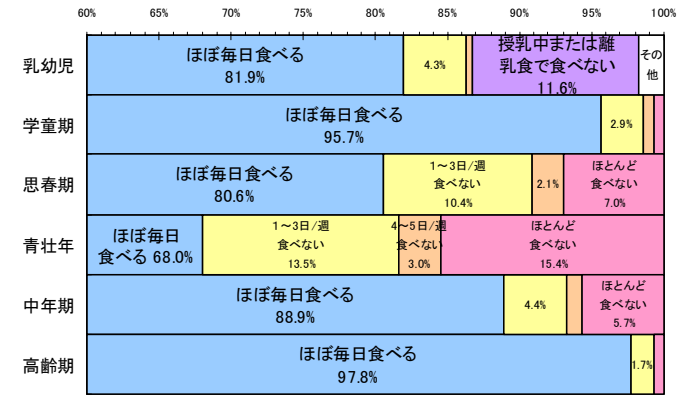 60% 65% 70% 75% 80% 85% 90% 95% 100%
乳幼児
ほぼ毎日食べる
81.9%
4.3%
授乳中または離
乳食で食べない
11.6%
その
他
学童期
ほぼ毎日食べる
95.7%
2.9%
思春期
ほぼ毎日食べる
80.6%
1~3日/週
食べない
10.4%
2.1%
ほとんど
食べない
7.0%
青壮年
ほぼ毎日
食べる 68.0%
1~3日/週
食べない
13.5%
4~5日/週
食べない
3.0%
ほとんど
食べない
15.4%
中年期
ほぼ毎日食べる
88.9%
4.4%
ほとんど
食べない
5.7%
高齢期
ほぼ毎日食べる
97.8%
1.7%